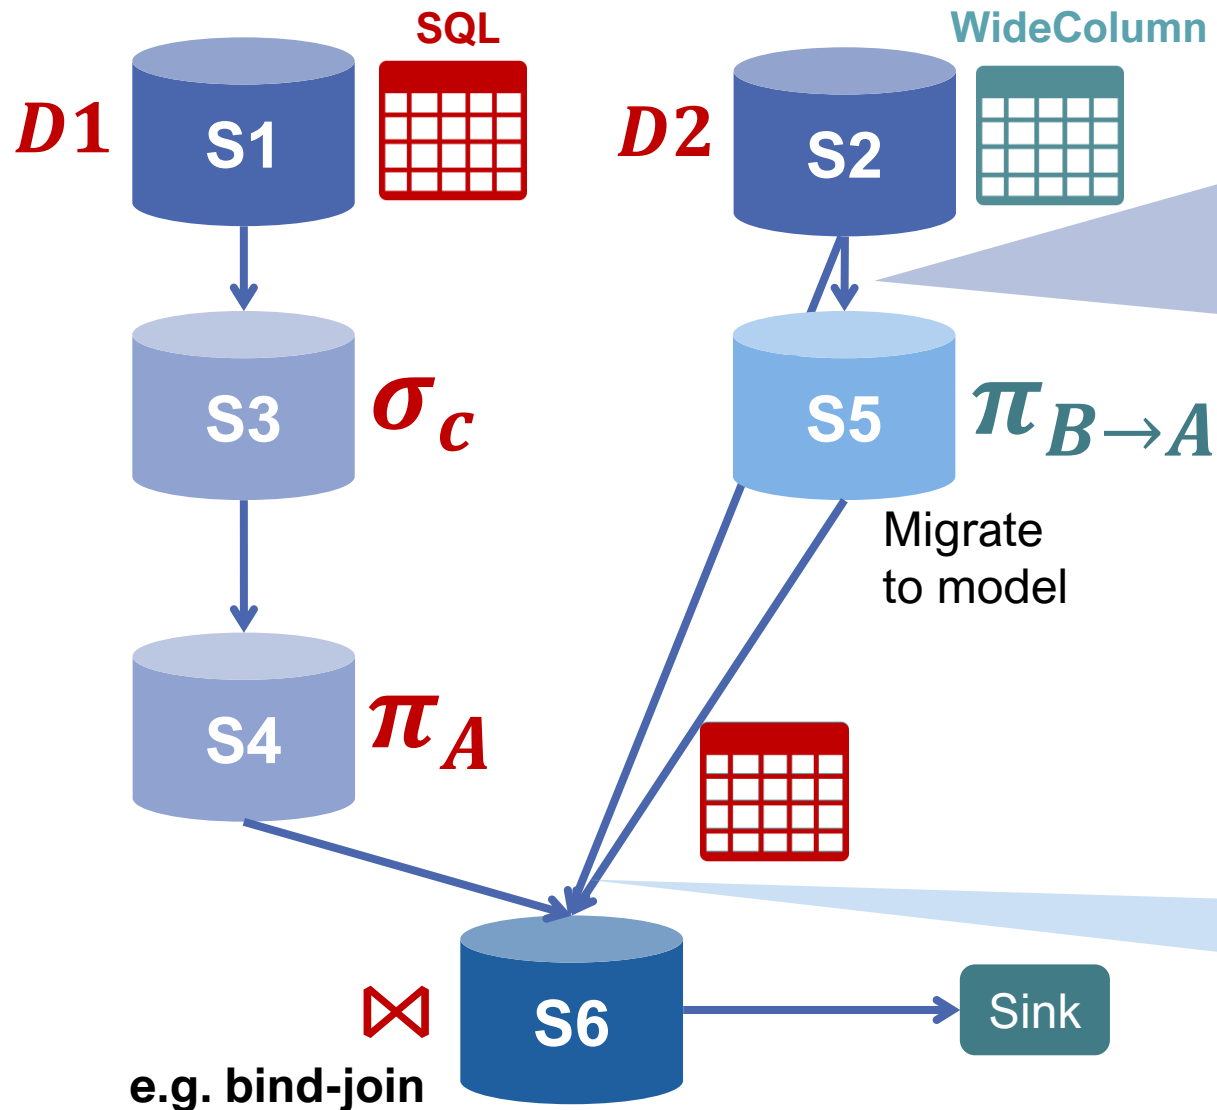 SQL
WideColumn
D1
S1
D2
S2
S3
σc
S5
πB→A
Migrate
to model
S4
πA
⋈
S6
Sink
e.g. bind-join